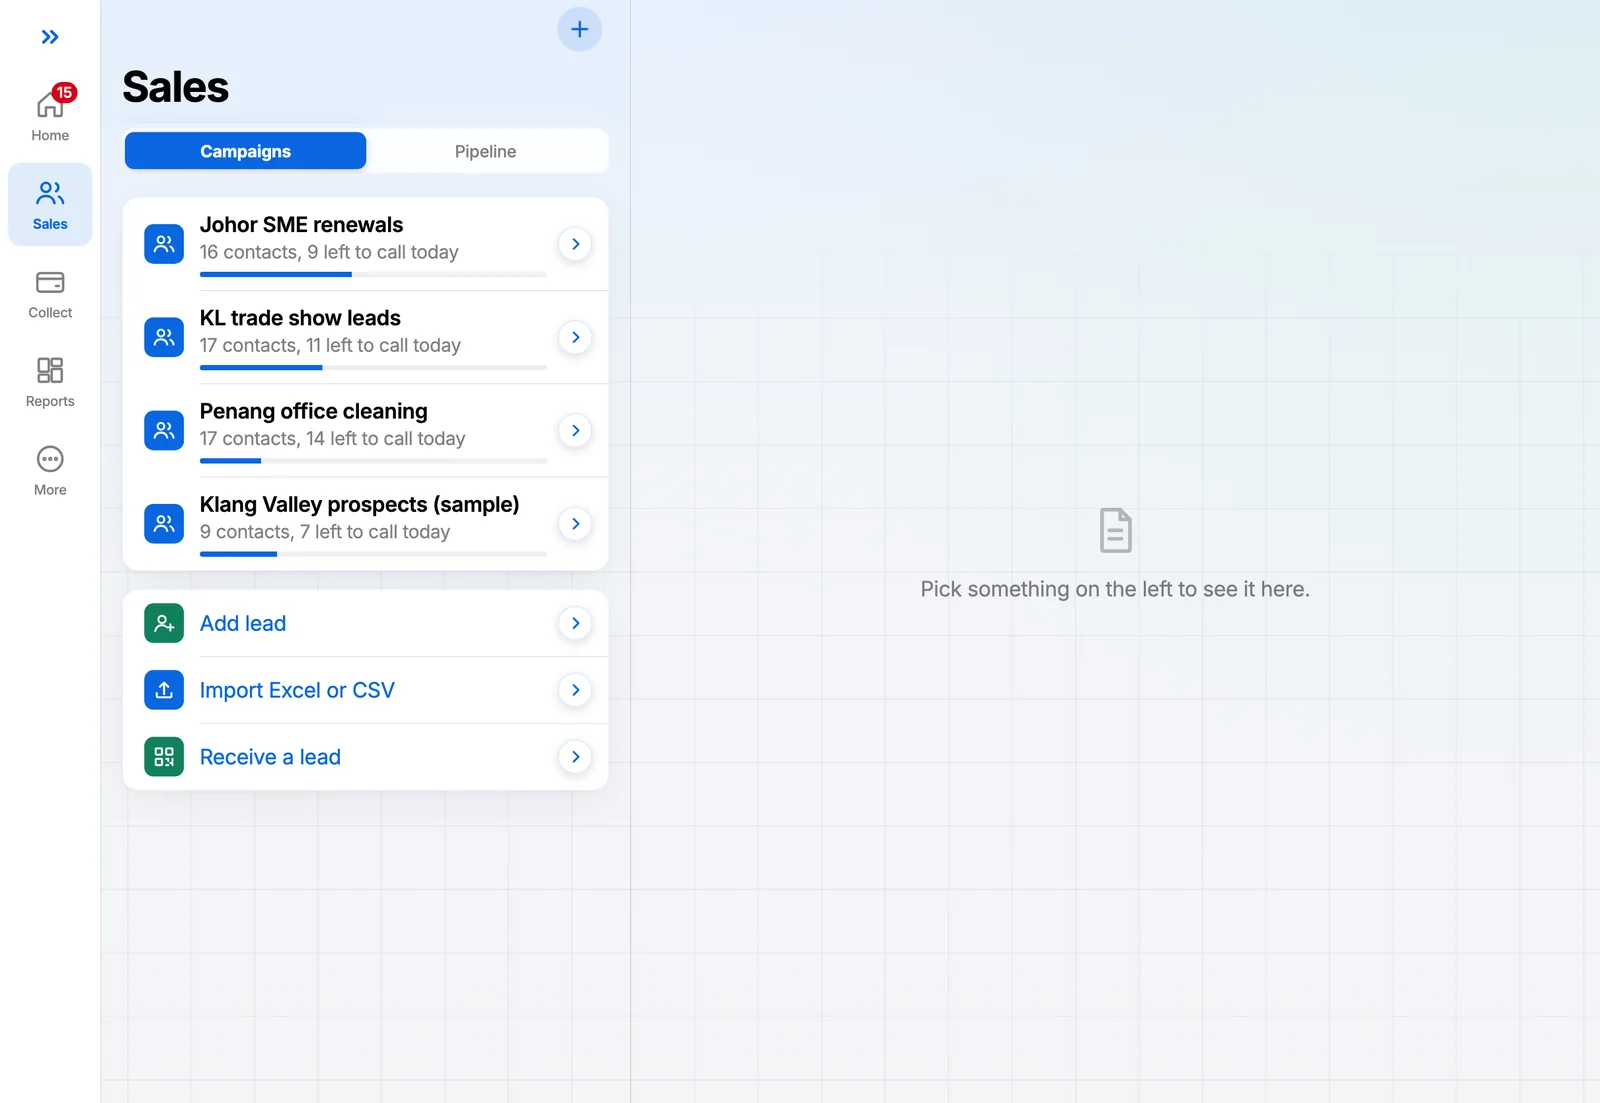 15
Home
Sales
Collect
Reports
More
Sales
Campaigns
Pipeline
Johor SME renewals
16 contacts, 9 left to call today
KL trade show leads
17 contacts, 11 left to call today
Penang office cleaning
17 contacts, 14 left to call today
Klang Valley prospects (sample)
9 contacts, 7 left to call today
Add lead
Import Excel or CSV
Receive a lead
Pick something on the left to see it here.